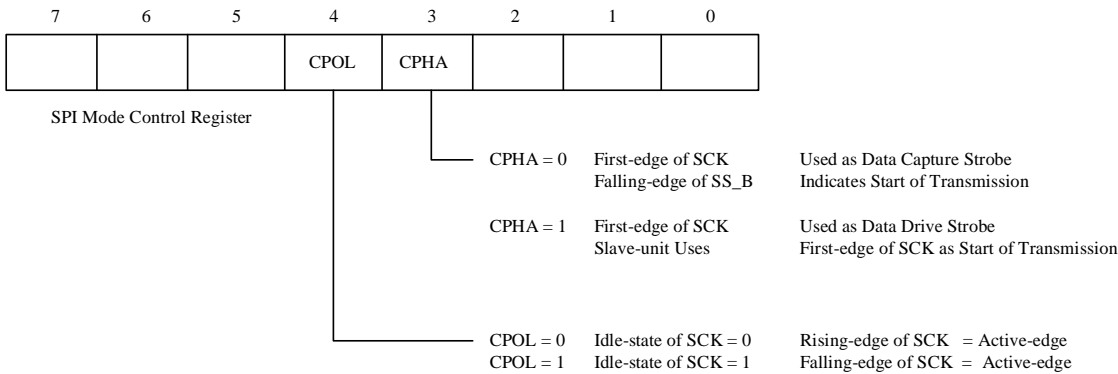 7 6 5 4 3 2 1 0
CPOL CPHA
SPI Mode Control Register
CPHA = 0 First-edge of SCK Used as Data Capture Strobe
Falling-edge of SS_B Indicates Start of Transmission
CPHA = 1 First-edge of SCK Used as Data Drive Strobe
Slave-unit Uses First-edge of SCK as Start of Transmission
CPOL = 0 Idle-state of SCK = 0 Rising-edge of SCK = Active-edge
CPOL = 1 Idle-state of SCK = 1 Falling-edge of SCK = Active-edge